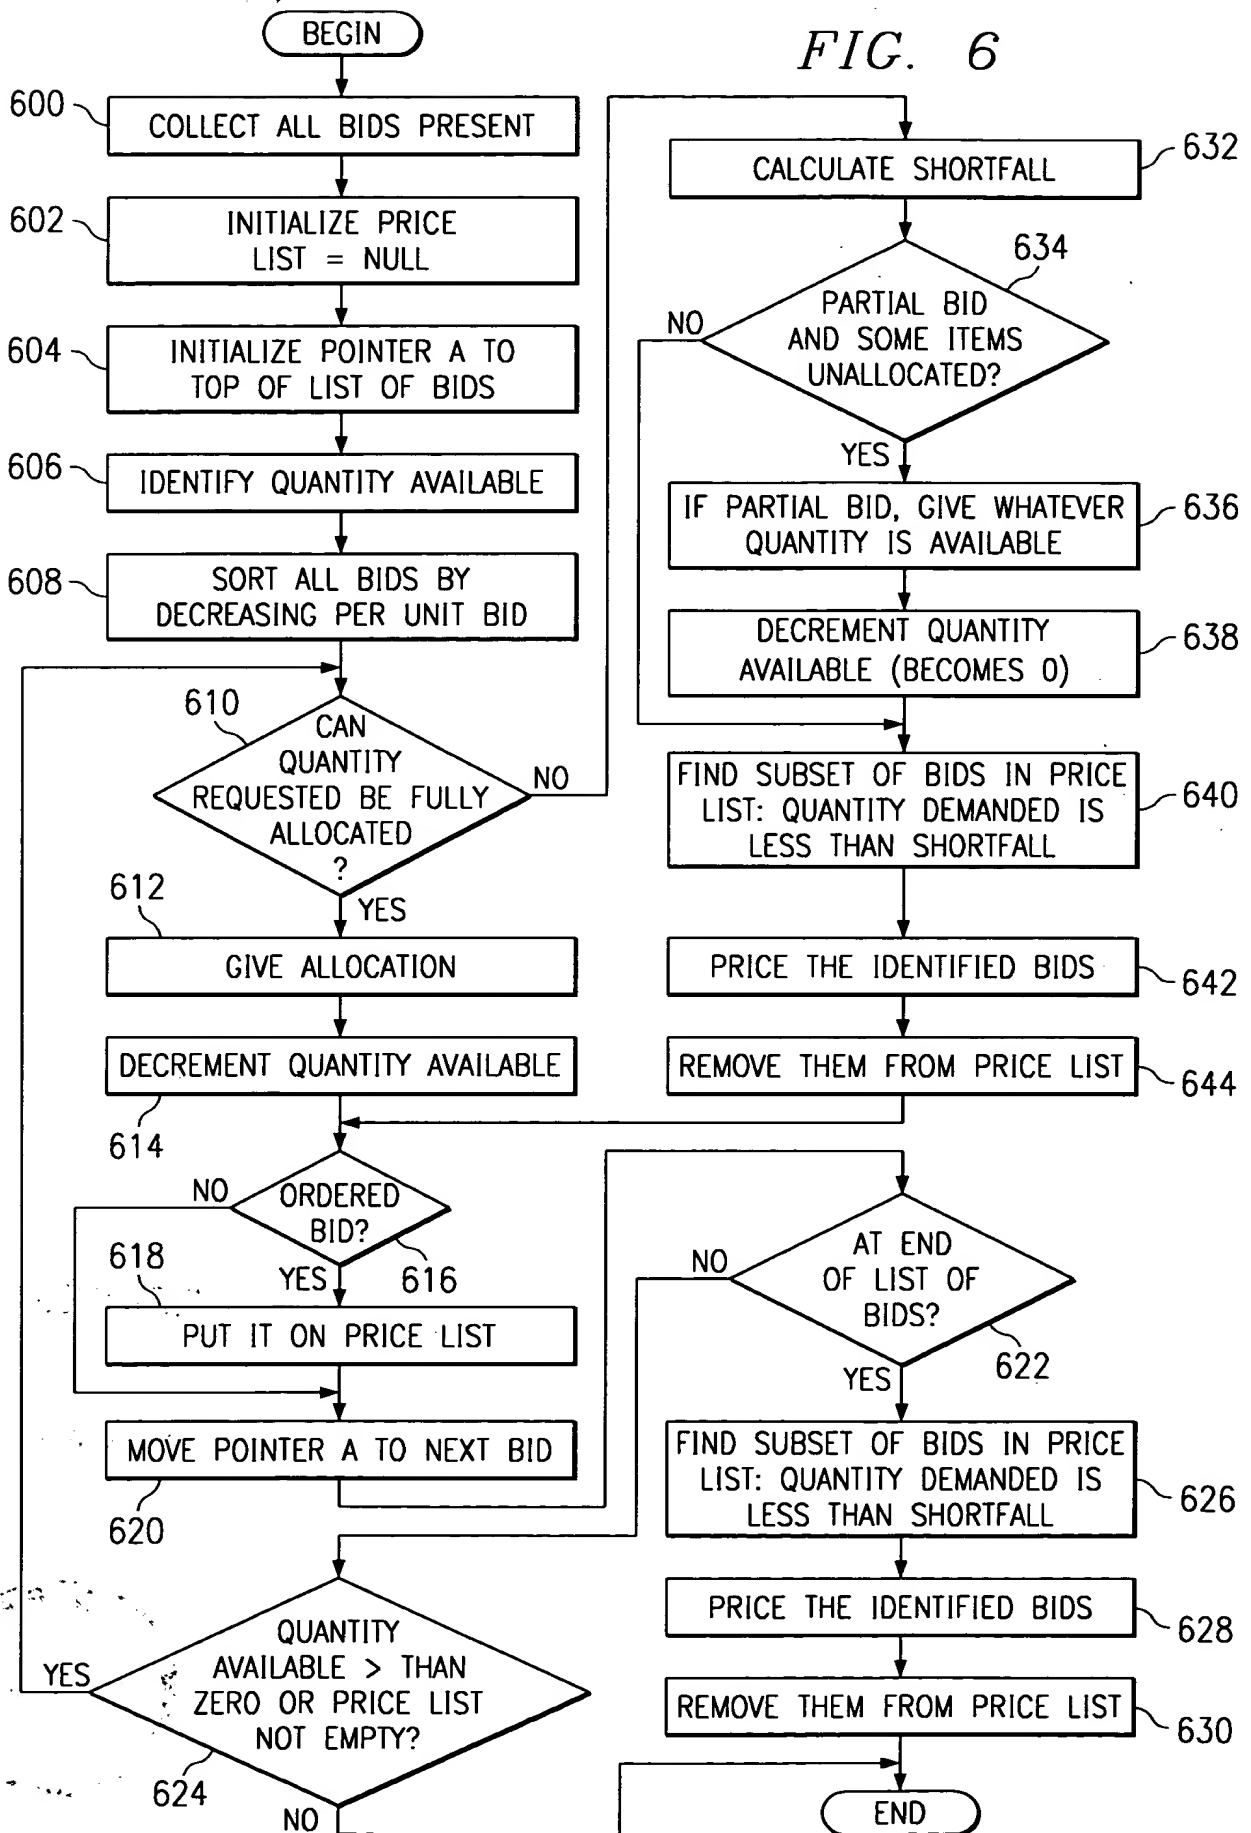 FIG. 6
BEGIN
600
COLLECT ALL BIDS PRESENT
602
INITIALIZE PRICE
LIST = NULL
604
INITIALIZE POINTER A TO
TOP OF LIST OF BIDS
606
IDENTIFY QUANTITY AVAILABLE
608
SORT ALL BIDS BY
DECREASING PER UNIT BID
610
CAN
QUANTITY
REQUESTED BE FULLY
ALLOCATED
?
NO
YES
612
GIVE ALLOCATION
DECREMENT QUANTITY AVAILABLE
614
NO
ORDERED
BID?
616
YES
618
PUT IT ON PRICE LIST
MOVE POINTER A TO NEXT BID
620
QUANTITY
AVAILABLE > THAN
ZERO OR PRICE LIST
NOT EMPTY?
YES
624
NO
CALCULATE SHORTFALL
632
634
PARTIAL BID
AND SOME ITEMS
UNALLOCATED?
NO
YES
IF PARTIAL BID, GIVE WHATEVER
QUANTITY IS AVAILABLE
636
DECREMENT QUANTITY
AVAILABLE (BECOMES 0)
638
FIND SUBSET OF BIDS IN PRICE
LIST: QUANTITY DEMANDED IS
LESS THAN SHORTFALL
640
PRICE THE IDENTIFIED BIDS
642
REMOVE THEM FROM PRICE LIST
644
NO
AT END
OF LIST OF
BIDS?
622
YES
FIND SUBSET OF BIDS IN PRICE
LIST: QUANTITY DEMANDED IS
LESS THAN SHORTFALL
626
PRICE THE IDENTIFIED BIDS
628
REMOVE THEM FROM PRICE LIST
630
END